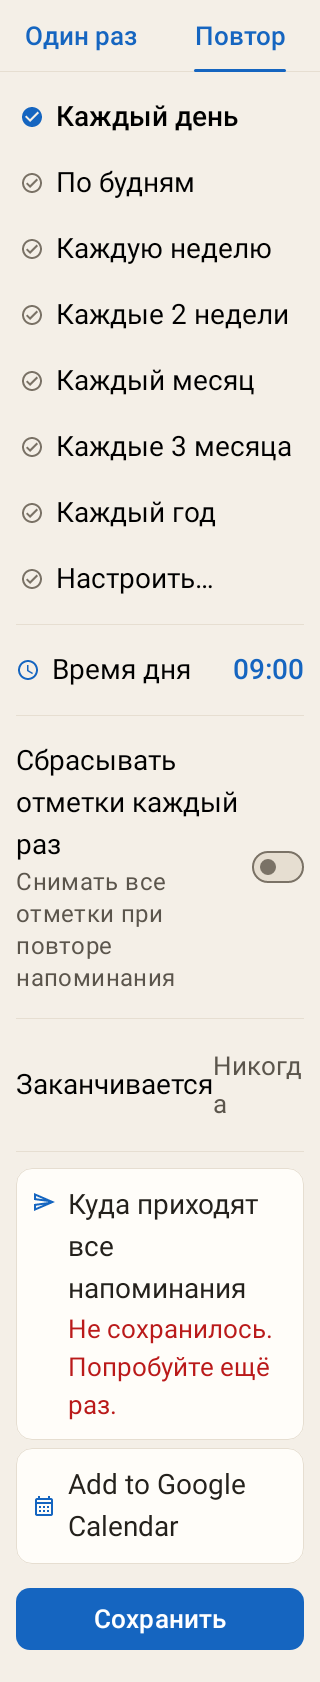 Один раз
Повтор
Каждый день
По будням
Каждую неделю
Каждые 2 недели
Каждый месяц
Каждые 3 месяца
Каждый год
Настроить…
Время дня
09:00
Сбрасывать
отметки каждый
раз
Снимать все
отметки при
повторе
напоминания
Заканчивается
Никогд
а
Куда приходят
все
напоминания
Не сохранилось.
Попробуйте ещё
раз.
Add to Google
Calendar
Сохранить